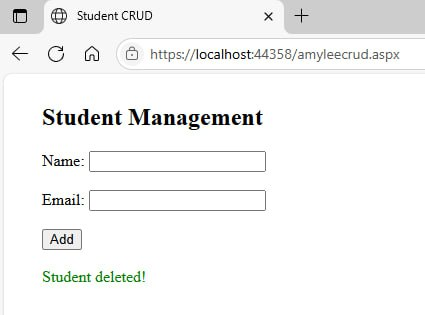 Student CRUD
https://localhost:44358/amyleecrud.aspx
Student Management
Name:
Email:
Add
Student deleted!